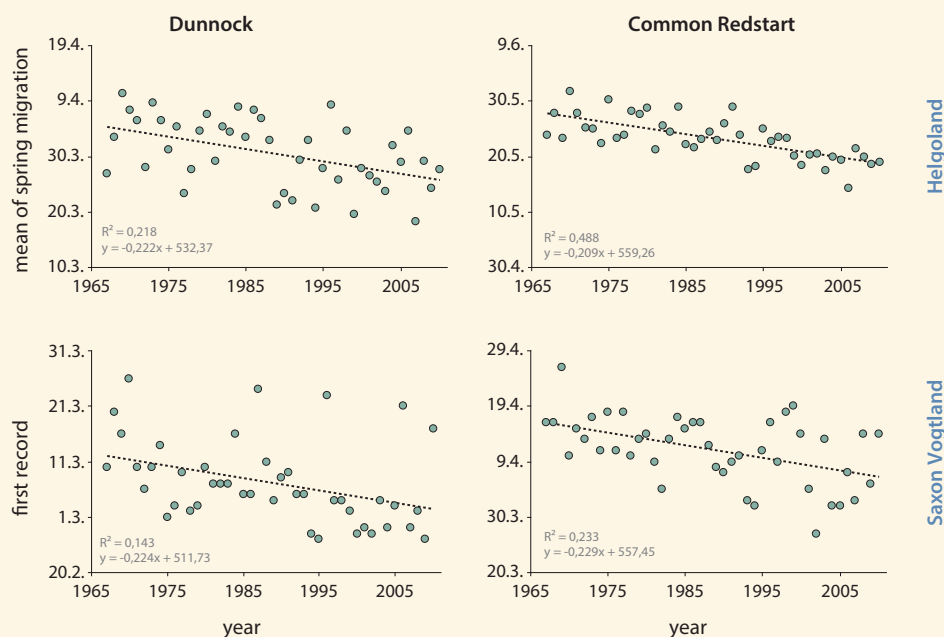 Dunnock
mean of spring migration
19.4.
9.4.
30.3.
20.3.
10.3.
R² = 0,218
y = -0,222x + 532,37
1965 1975 1985 1995 2005
Common Redstart
9.6.
30.5.
20.5.
10.5.
30.4.
R² = 0,488
y = -0,209x + 559,26
1965 1975 1985 1995 2005
Helgoland
first record
31.3.
21.3.
11.3.
1.3.
20.2.
R² = 0,143
y = -0,224x + 511,73
1965 1975 1985 1995 2005
year
29.4.
19.4.
9.4.
30.3.
20.3.
R² = 0,233
y = -0,229x + 557,45
1965 1975 1985 1995 2005
year
Saxon Vogtland